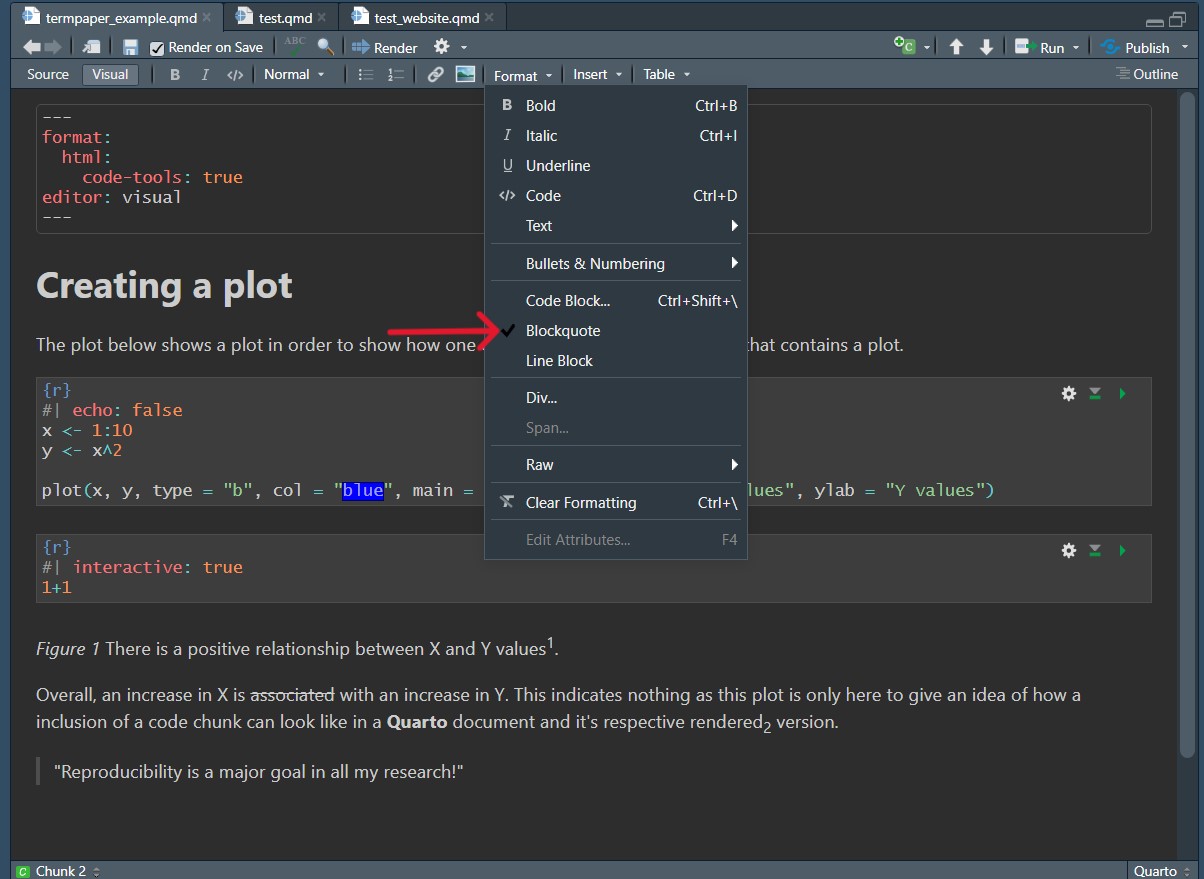 termpaper_example.qmd
test.qmd
test_website.qmd
Render on Save
ABC
Render
C
Run
Publish
Source
Visual
B
I
</>
Normal
Format
Insert
Table
Outline
---
format:
html:
code-tools: true
editor: visual
---
Creating a plot
The plot below shows a plot in order to show how one
that contains a plot.
{r}
#| echo: false
x <- 1:10
y <- x^2
plot(x, y, type = "b", col = "blue", main =
lues", ylab = "Y values")
{r}
#| interactive: true
1+1
Figure 1 There is a positive relationship between X and Y values1.
Overall, an increase in X is associated with an increase in Y. This indicates nothing as this plot is only here to give an idea of how a
inclusion of a code chunk can look like in a Quarto document and it's respective rendered2 version.
"Reproducibility is a major goal in all my research!"
B Bold Ctrl+B
I Italic Ctrl+I
U Underline
</> Code Ctrl+D
Text
Bullets & Numbering
Code Block... Ctrl+Shift+\
Blockquote
Line Block
Div...
Span...
Raw
Clear Formatting Ctrl+\
Edit Attributes... F4
C Chunk 2
Quarto